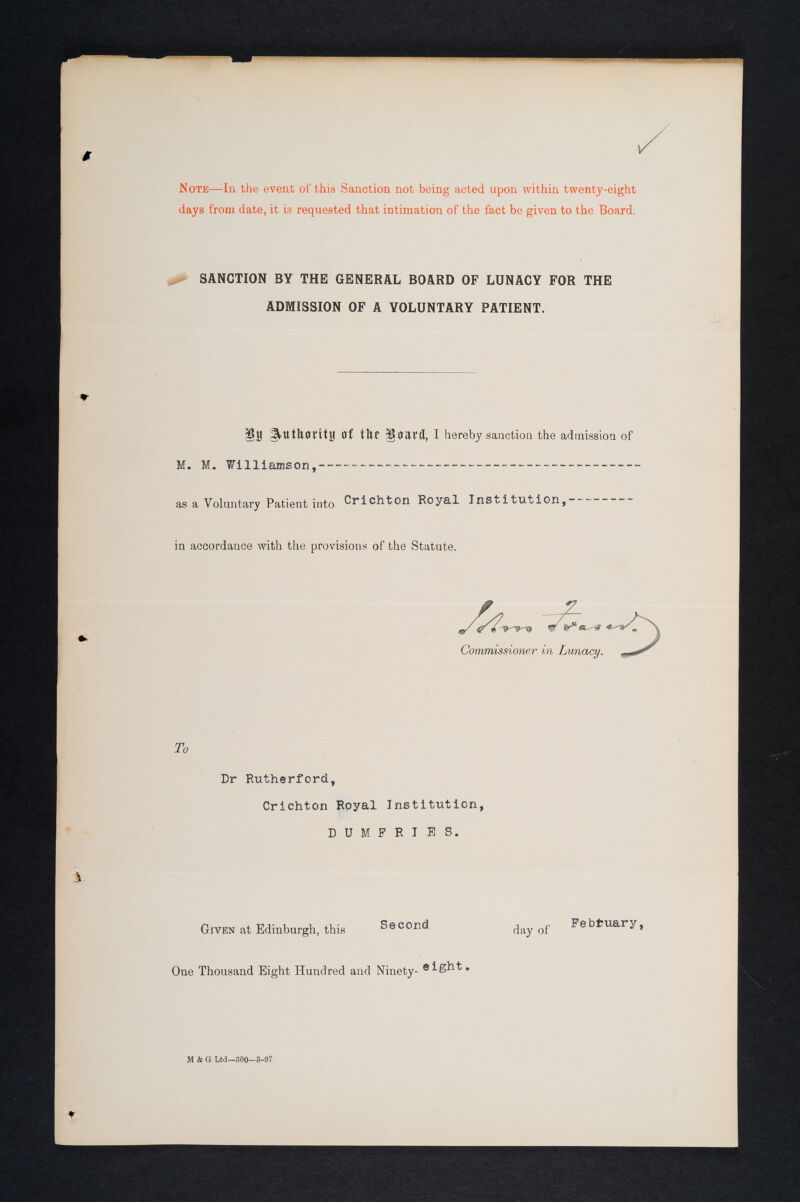 NOTE—In the event of this Sanction not being acted upon within twenty-eight
days from date, it is requested that intimation of the fact be given to the Board.
SANCTION BY THE GENERAL BOARD OF LUNACY FOR THE
ADMISSION OF A VOLUNTARY PATIENT.
By Authority of the Board, I hereby sanction the admission of
M. M. Williamson,---------------------------------------
as a Voluntary Patient into Crichton Royal Institution,--------
in accordance with the provisions of the Statute.
John Fraser
Commissioner in Lunacy.
To
Dr Rutherford,
Crichton Royal Institution,
DUMFRIES.
GIVEN at Edinburgh, this Second day of February,
One Thousand Eight Hundred and Ninety- eight.
M & G Ltd—300—3-97